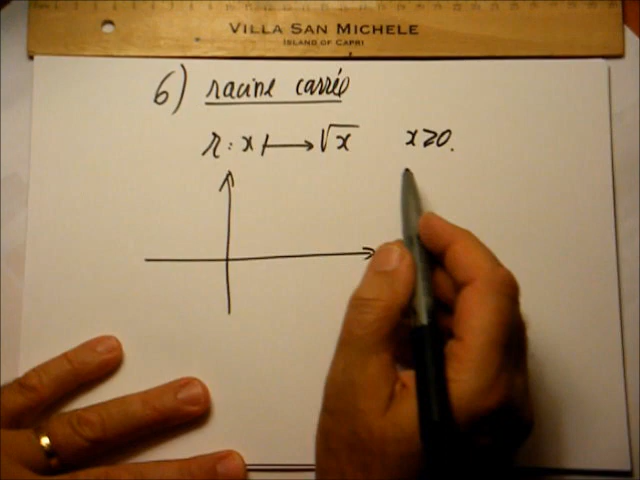 VILLA SAN MICHELE
ISLAND OF CAPRI
6) racine carrée
r : x ⟼ √x x≥0.